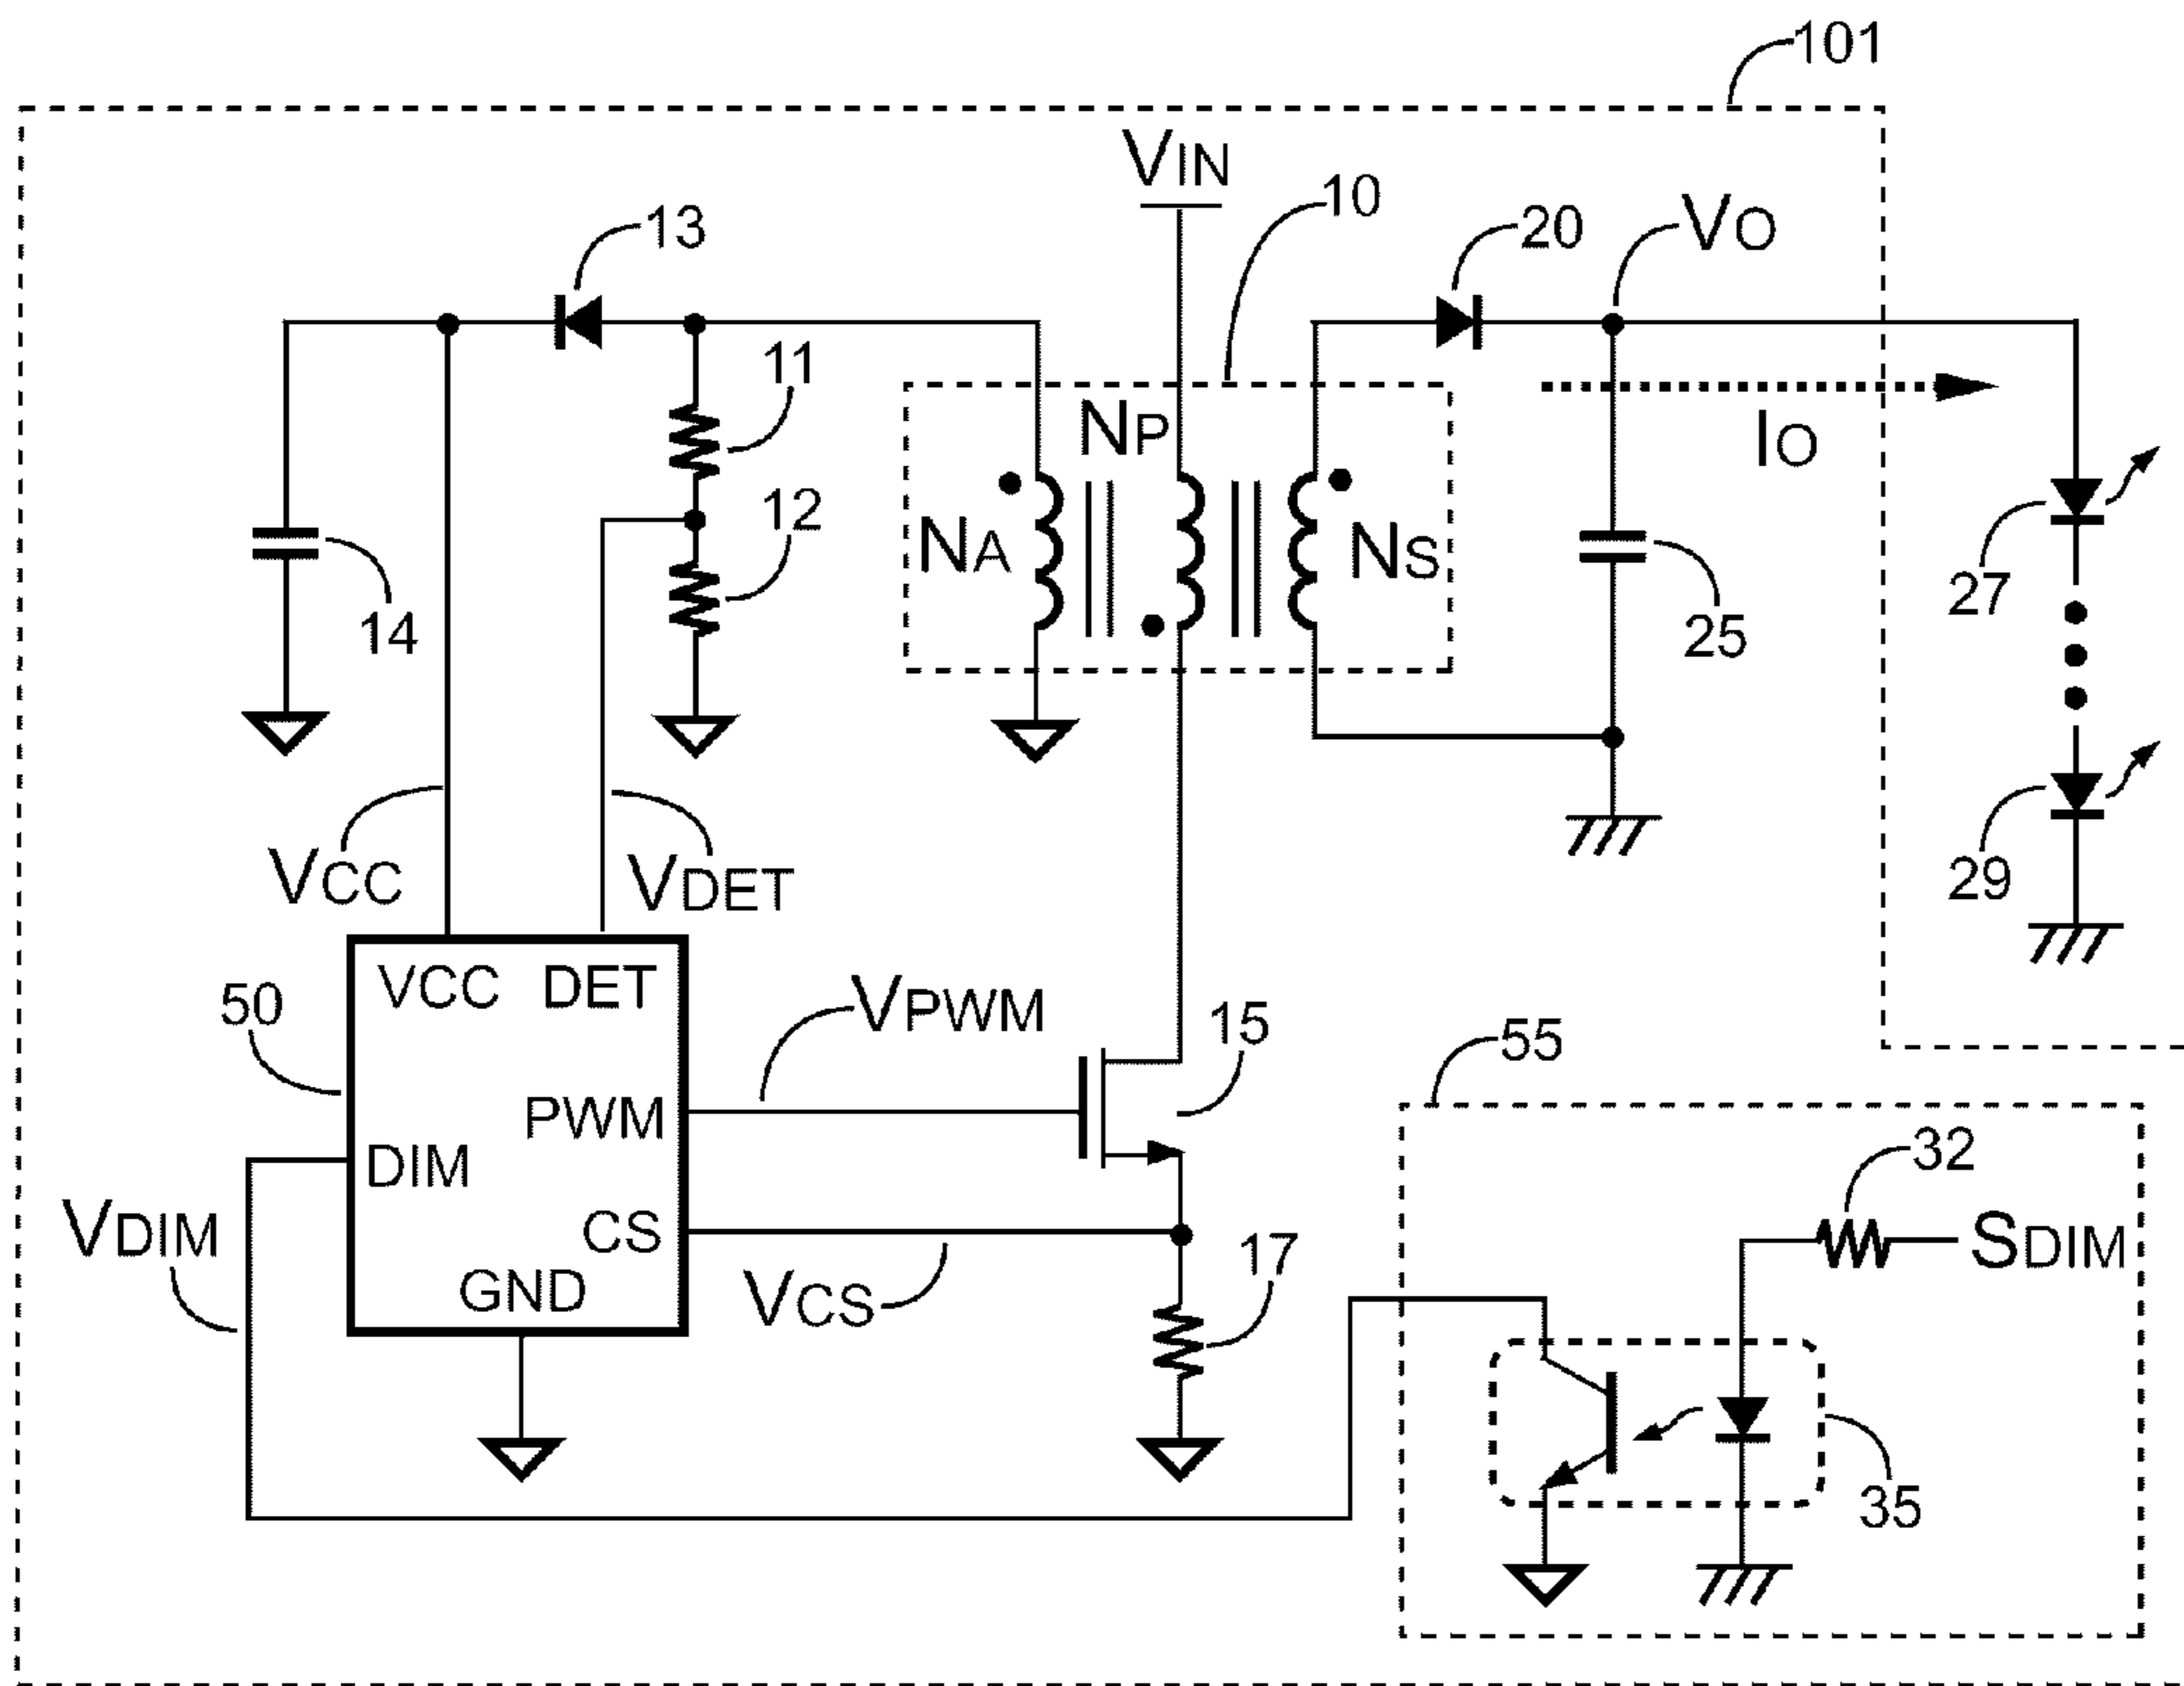 101
VIN
10
13
20
VO
11
NP
IO
12
NA
NS
14
25
27
29
VCC
VDET
VCC DET
50
VPWM
15
55
PWM
DIM
32
VDIM
CS
17
SDIM
GND
VCS
35